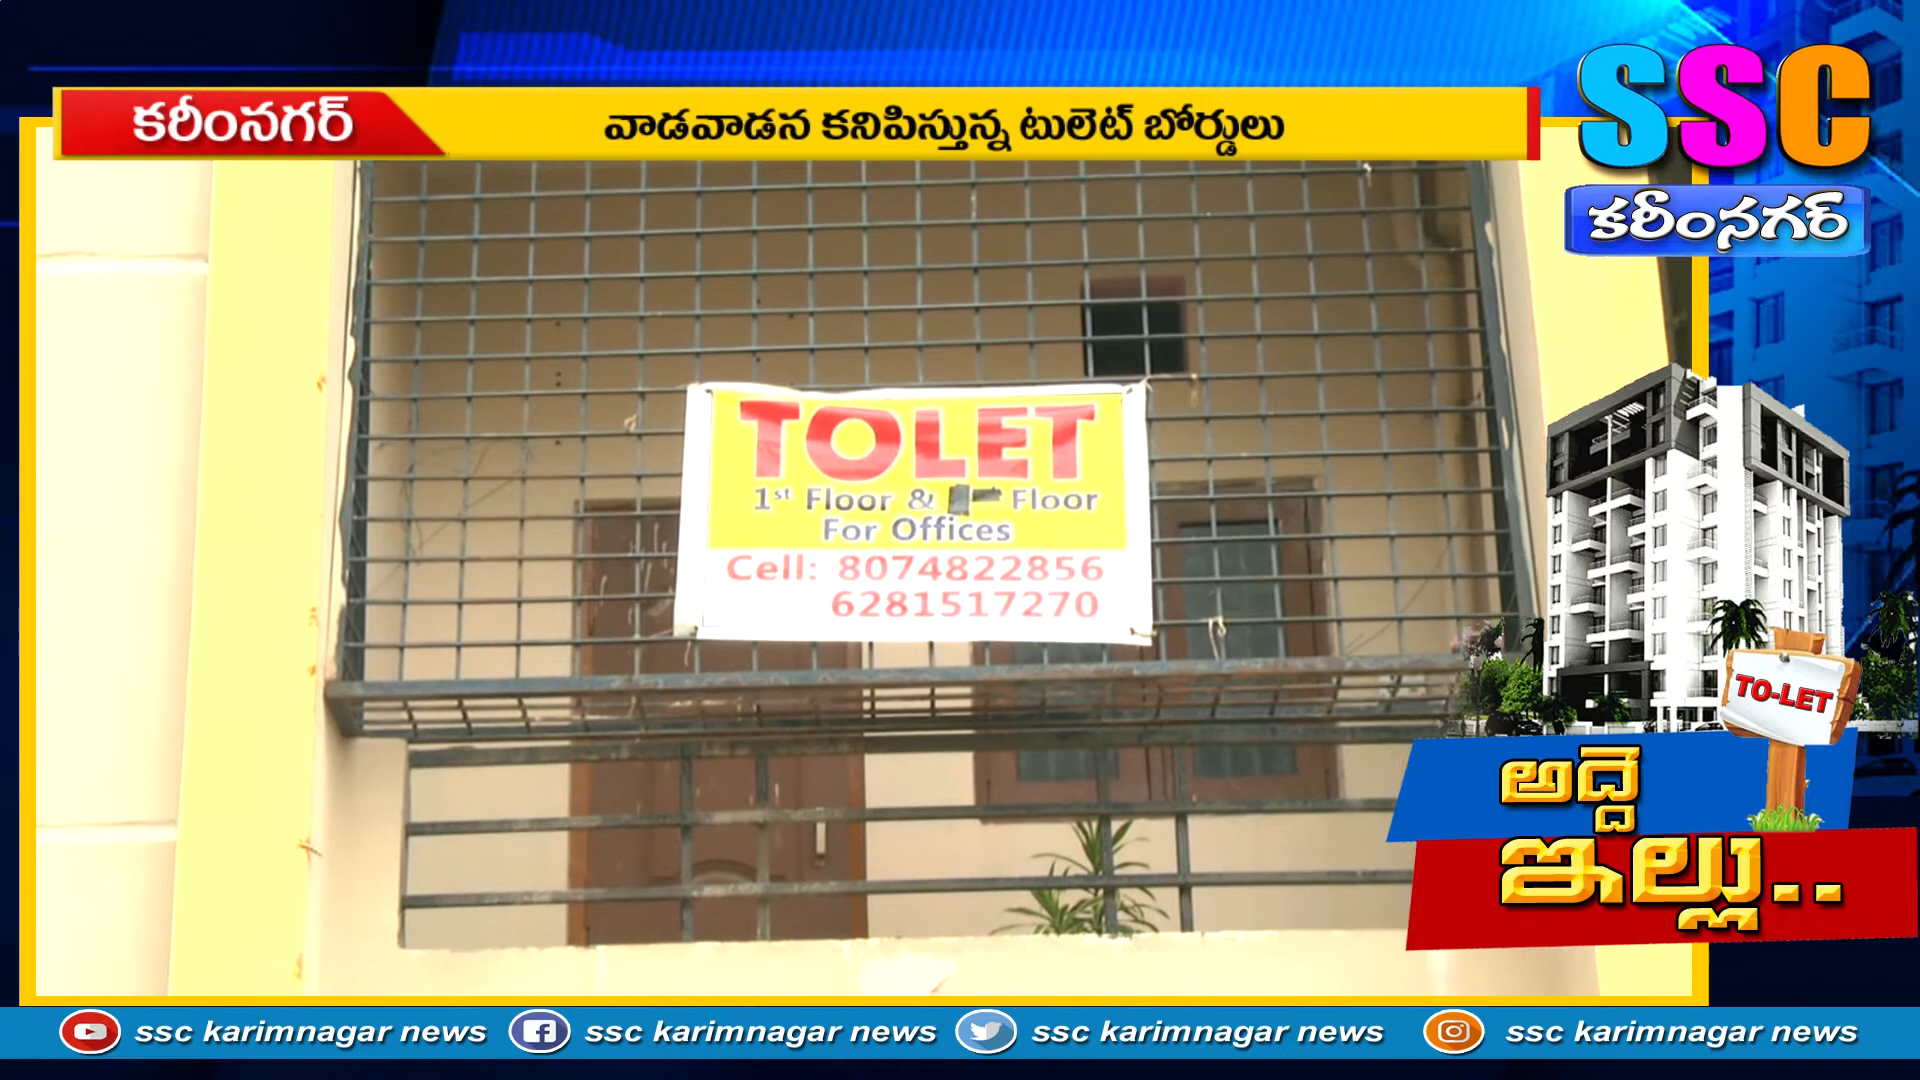 కరీంనగర్
వాడవాడన కనిపిస్తున్న టులెట్ బోర్డులు
SSC
కరీంనగర్
TOLET
1st Floor & Floor
For Offices
Cell: 8074822856
6281517270
TO-LET
అద్దె
ఇల్లు..
ssc karimnagar news
ssc karimnagar news
ssc karimnagar news
ssc karimnagar news